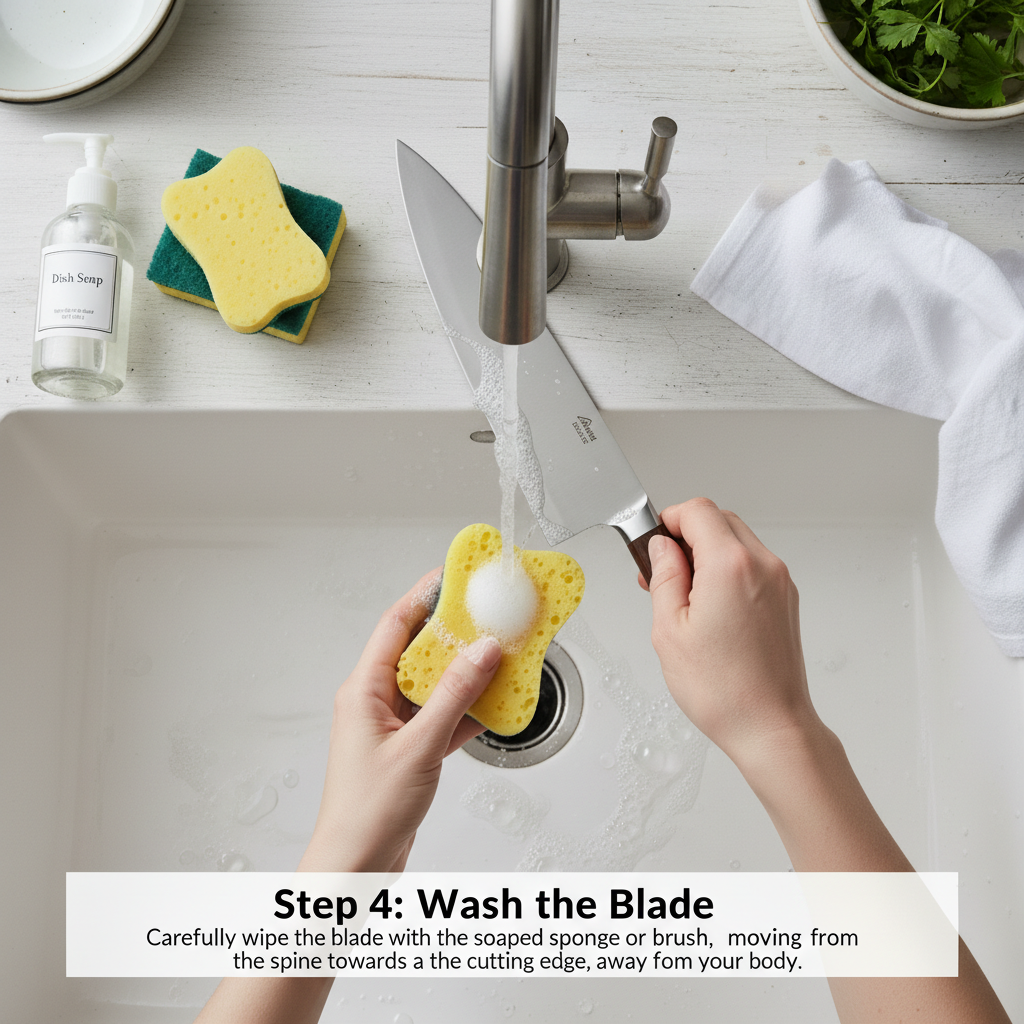 Dish Semp
Step 4: Wash the Blade
Carefully wipe the blade with the soaped sponge or brush, moving from
the spine towards a the cutting edge, away fom your body.